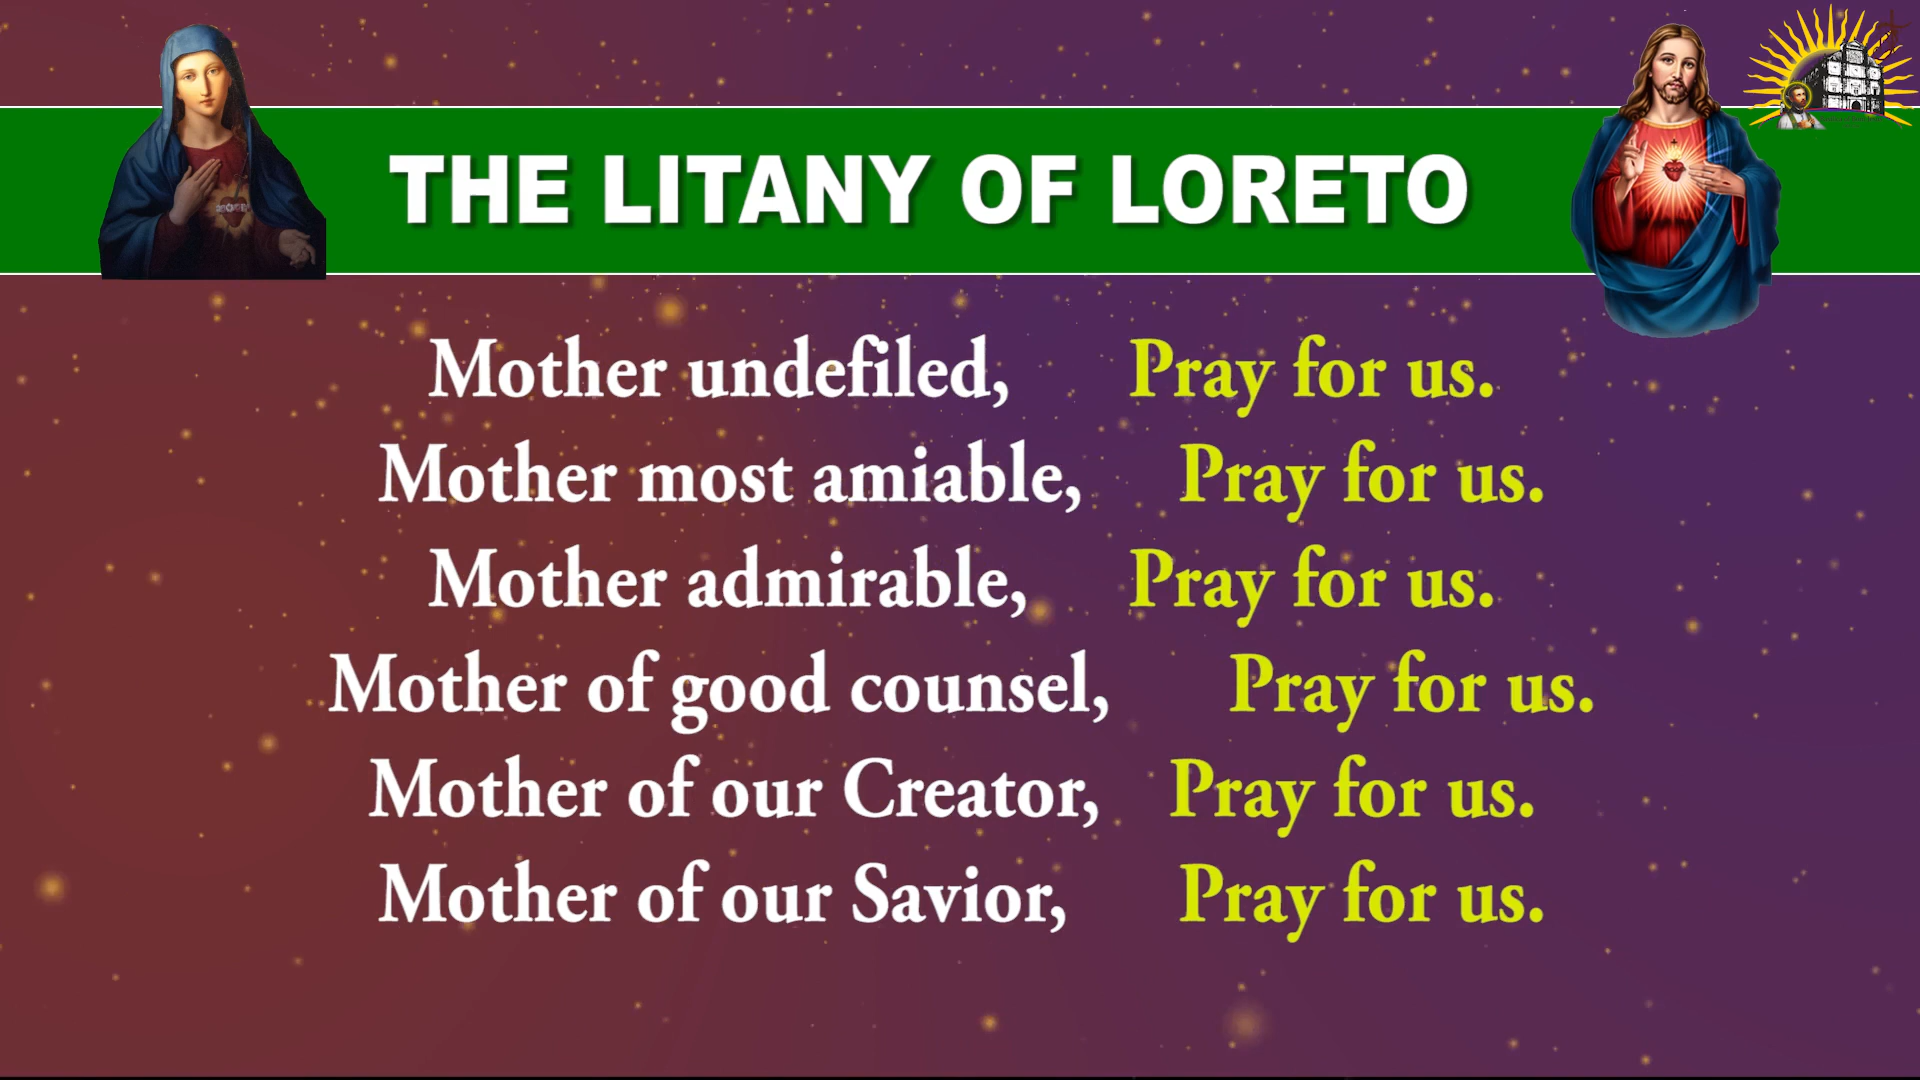 THE LITANY OF LORETO
Mother undefiled, Pray for us.
Mother most amiable, Pray for us.
Mother admirable, Pray for us.
Mother of good counsel, Pray for us.
Mother of our Creator, Pray for us.
Mother of our Savior, Pray for us.